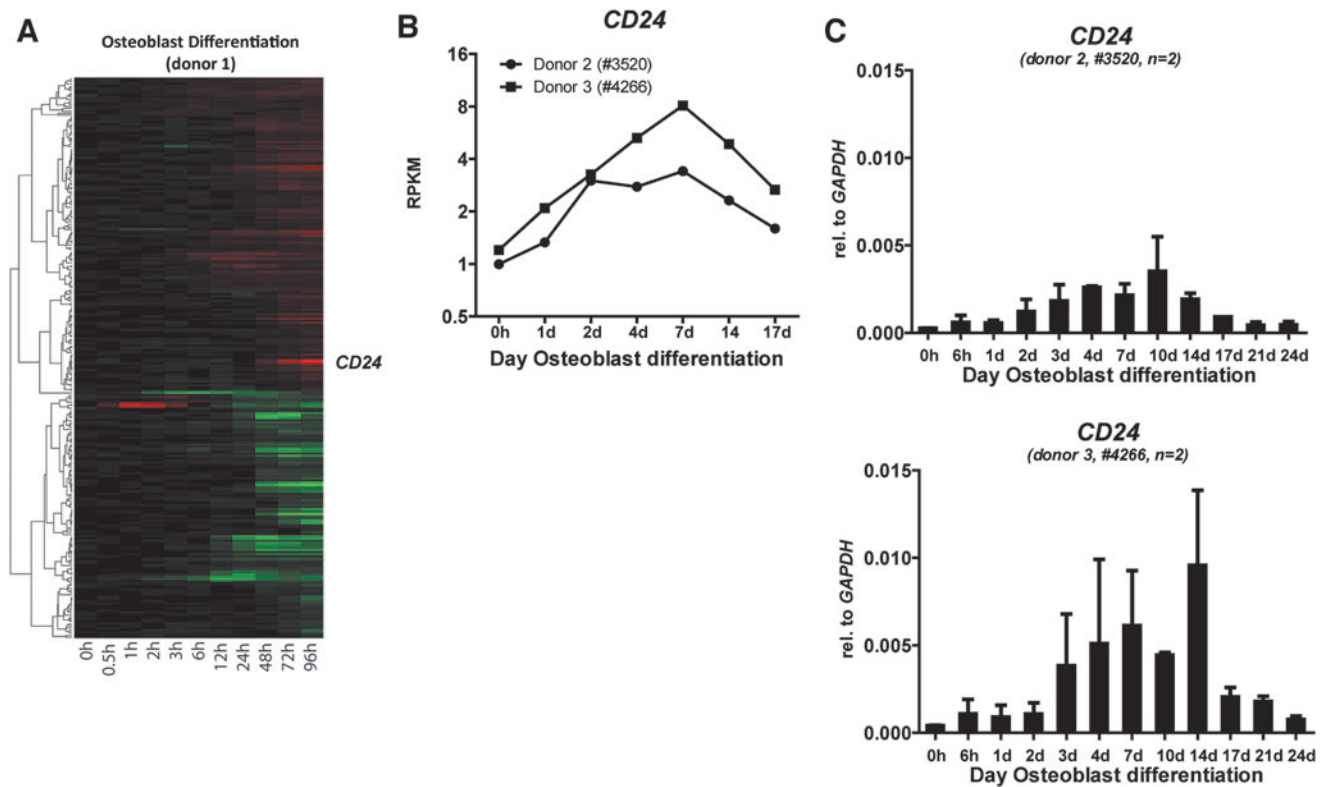 A
Osteoblast Differentiation
(donor 1)
CD24
0h
0.5h
1h
2h
3h
6h
12h
24h
48h
72h
96h
B
CD24
Donor 2 (#3520)
Donor 3 (#4266)
RPKM
16
8
4
2
1
0.5
0h 1d 2d 4d 7d 14 17d
Day Osteoblast differentiation
C
CD24
(donor 2, #3520, n=2)
rel. to GAPDH
0.015
0.010
0.005
0.000
0h 6h 1d 2d 3d 4d 7d 10d 14d 17d 21d 24d
Day Osteoblast differentiation
CD24
(donor 3, #4266, n=2)
rel. to GAPDH
0.015
0.010
0.005
0.000
0h 6h 1d 2d 3d 4d 7d 10d 14d 17d 21d 24d
Day Osteoblast differentiation